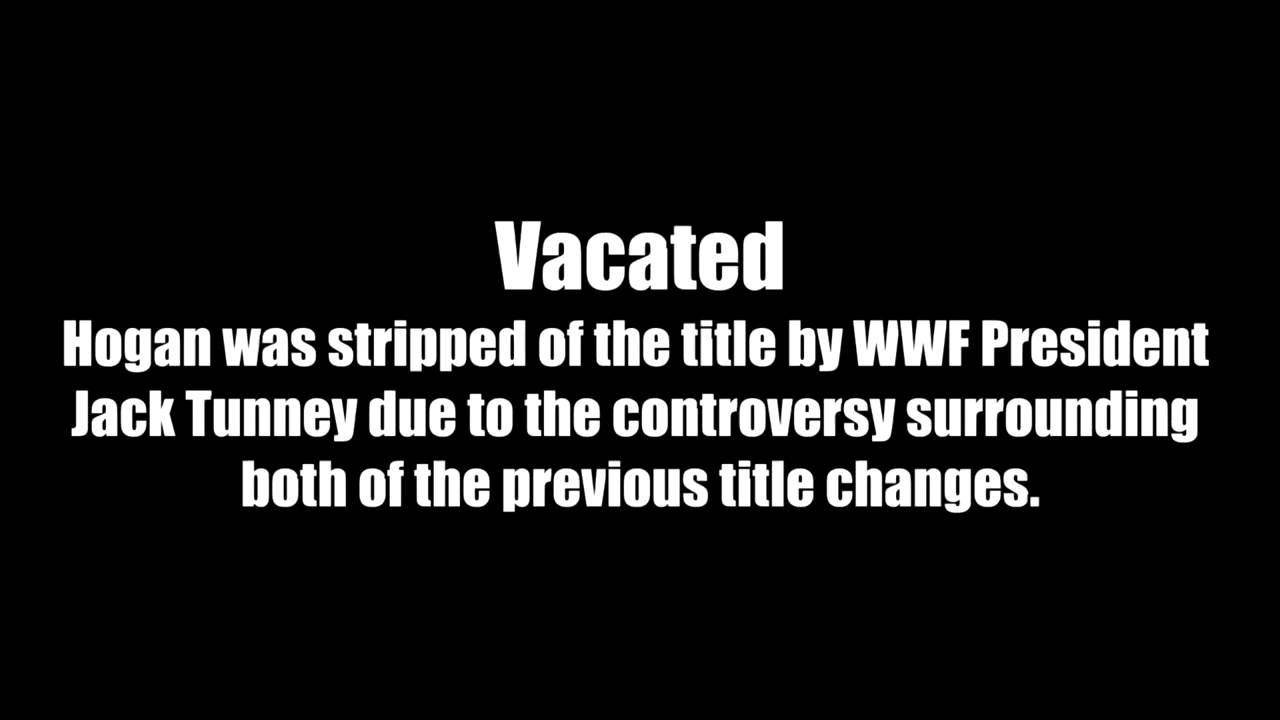 Vacated
Hogan was stripped of the title by WWF President
Jack Tunney due to the controversy surrounding
both of the previous title changes.